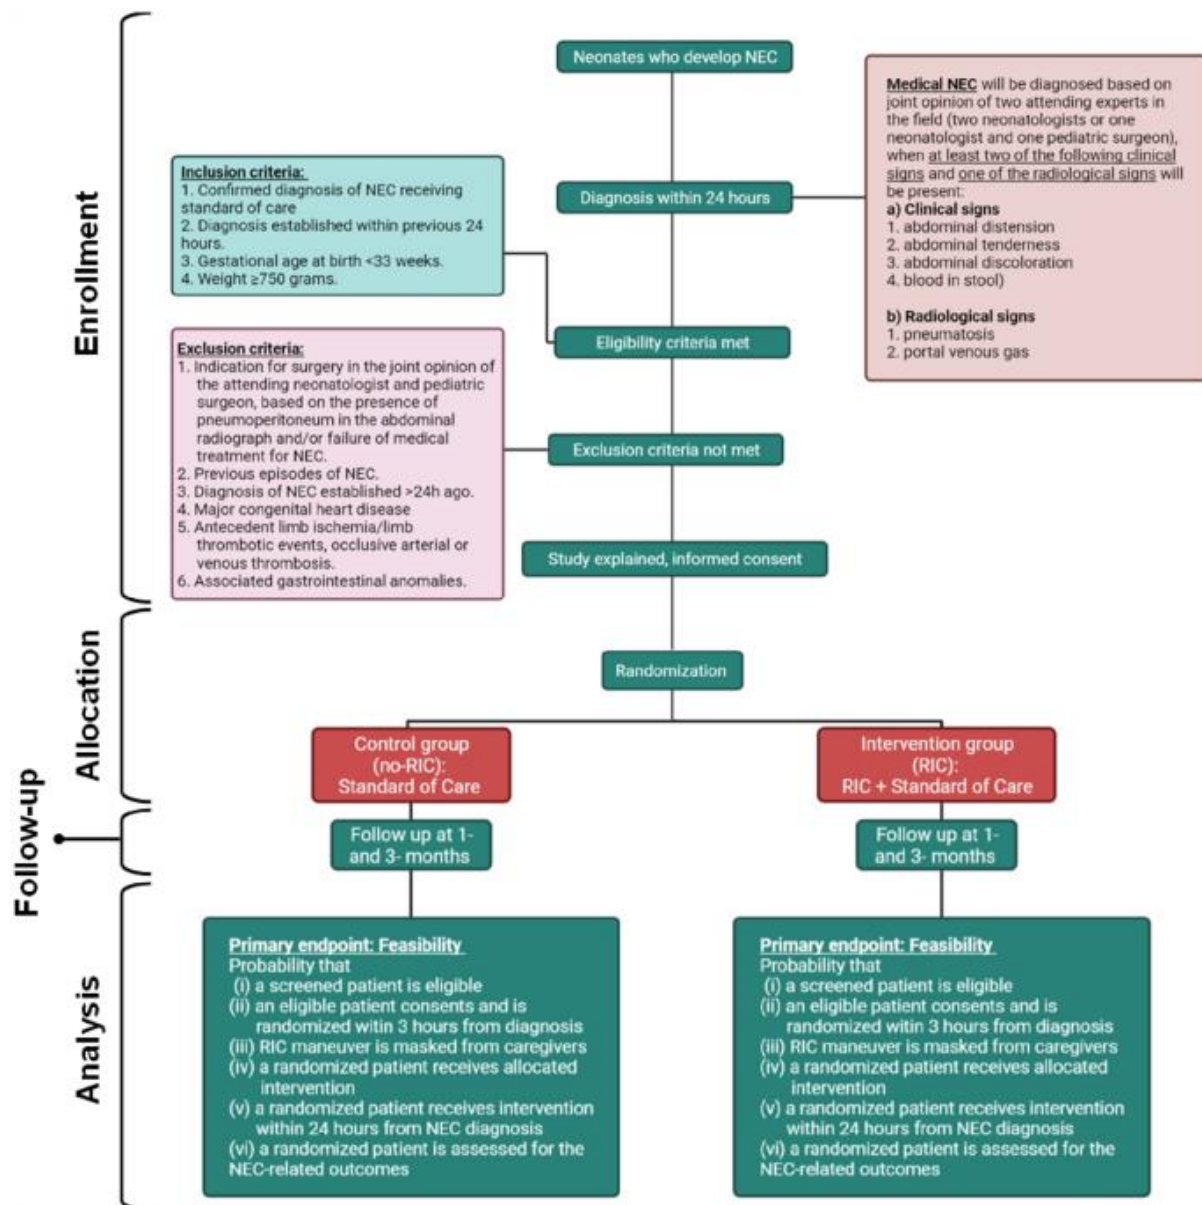 Enrollment
Neonates who develop NEC
Medical NEC will be diagnosed based on
joint opinion of two attending experts in
the field (two neonatologists or one
neonatologist and one pediatric surgeon),
when at least two of the following clinical
signs and one of the radiological signs will
be present:
a) Clinical signs
1. abdominal distension
2. abdominal tenderness
3. abdominal discoloration
4. blood in stool)
b) Radiological signs
1. pneumatosis
2. portal venous gas
Diagnosis within 24 hours
Inclusion criteria:
1. Confirmed diagnosis of NEC receiving
standard of care
2. Diagnosis established within previous 24
hours.
3. Gestational age at birth <33 weeks.
4. Weight ≥750 grams.
Eligibility criteria met
Exclusion criteria:
1. Indication for surgery in the joint opinion of
the attending neonatologist and pediatric
surgeon, based on the presence of
pneumoperitoneum in the abdominal
radiograph and/or failure of medical
treatment for NEC.
2. Previous episodes of NEC.
3. Diagnosis of NEC established >24h ago.
4. Major congenital heart disease
5. Antecedent limb ischemia/limb
thrombotic events, occlusive arterial or
venous thrombosis.
6. Associated gastrointestinal anomalies.
Exclusion criteria not met
Study explained, informed consent
Allocation
Randomization
Control group
(no-RIC):
Standard of Care
Intervention group
(RIC):
RIC + Standard of Care
Follow-up
Follow up at 1-
and 3- months
Follow up at 1-
and 3- months
Analysis
Primary endpoint: Feasibility
Probability that
(i) a screened patient is eligible
(ii) an eligible patient consents and is
randomized witin 3 hours from diagnosis
(iii) RIC maneuver is masked from caregivers
(iv) a randomized patient receives allocated
intervention
(v) a randomized patient receives intervention
within 24 hours from NEC diagnosis
(vi) a randomized patient is assessed for the
NEC-related outcomes
Primary endpoint: Feasibility
Probability that
(i) a screened patient is eligible
(ii) an eligible patient consents and is
randomized witin 3 hours from diagnosis
(iii) RIC maneuver is masked from caregivers
(iv) a randomized patient receives allocated
intervention
(v) a randomized patient receives intervention
within 24 hours from NEC diagnosis
(vi) a randomized patient is assessed for the
NEC-related outcomes